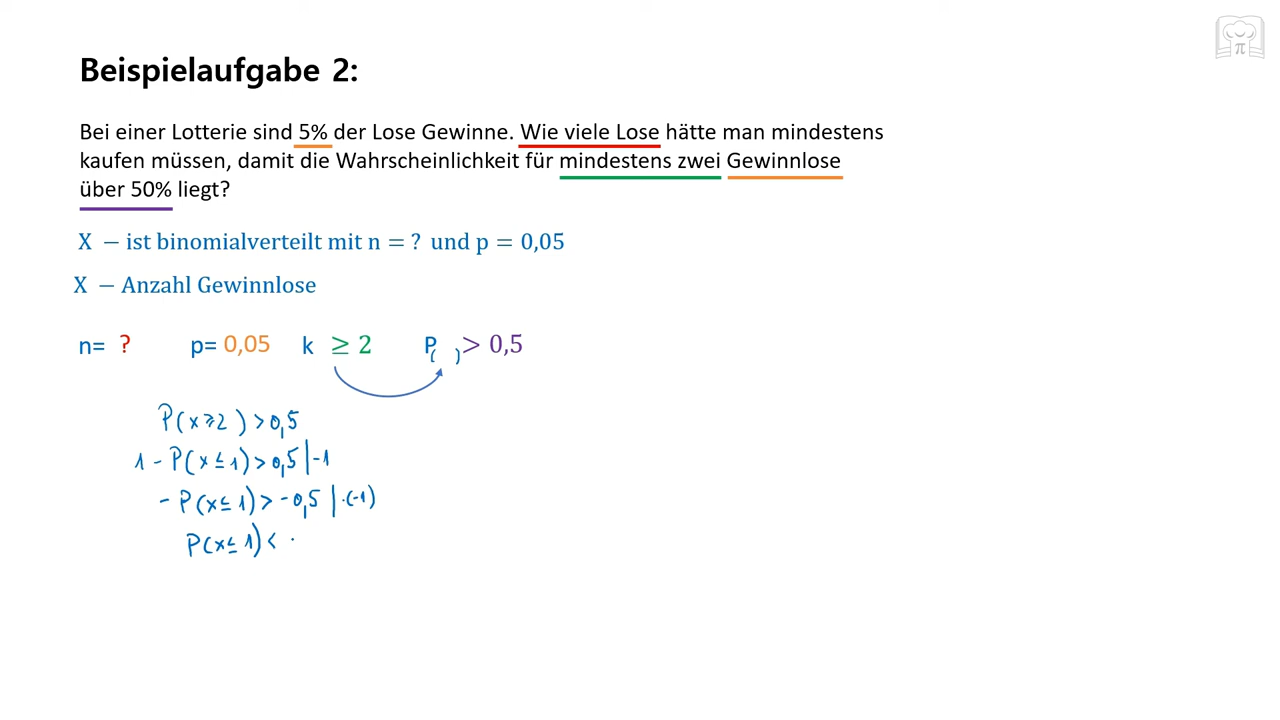 Beispielaufgabe 2:
Bei einer Lotterie sind 5% der Lose Gewinne. Wie viele Lose hätte man mindestens
kaufen müssen, damit die Wahrscheinlichkeit für mindestens zwei Gewinnlose
über 50% liegt?
X – ist binomialverteilt mit n = ? und p = 0,05
X – Anzahl Gewinnlose
n= ? p= 0,05 k ≥ 2 P( ) > 0,5
P(x≥2) > 0,5
1 - P(x≤1) > 0,5 | -1
- P(x≤1) > -0,5 | ·(-1)
P(x≤1) <
π